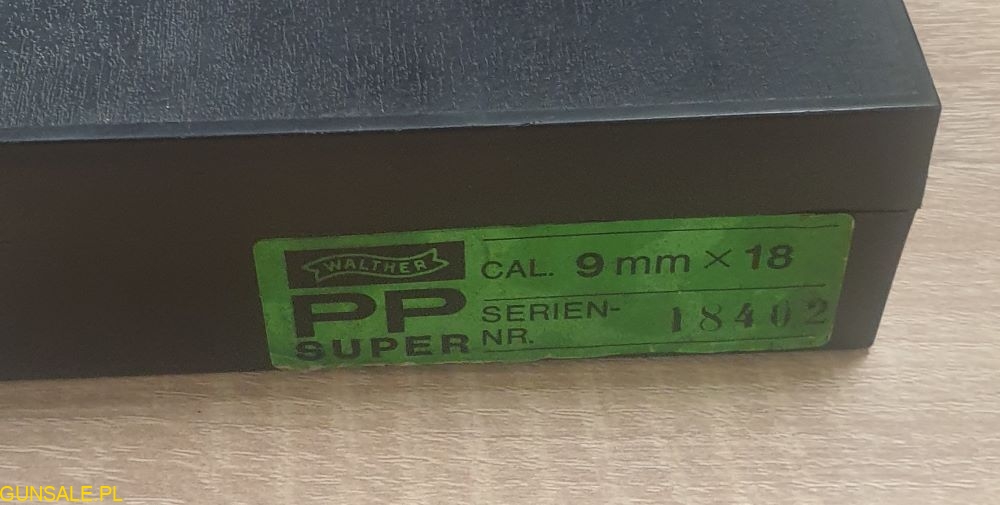 WALTHER
PP
SUPER
CAL. 9 mm × 18
SERIEN-
NR. 18402
GUNSALE.PL